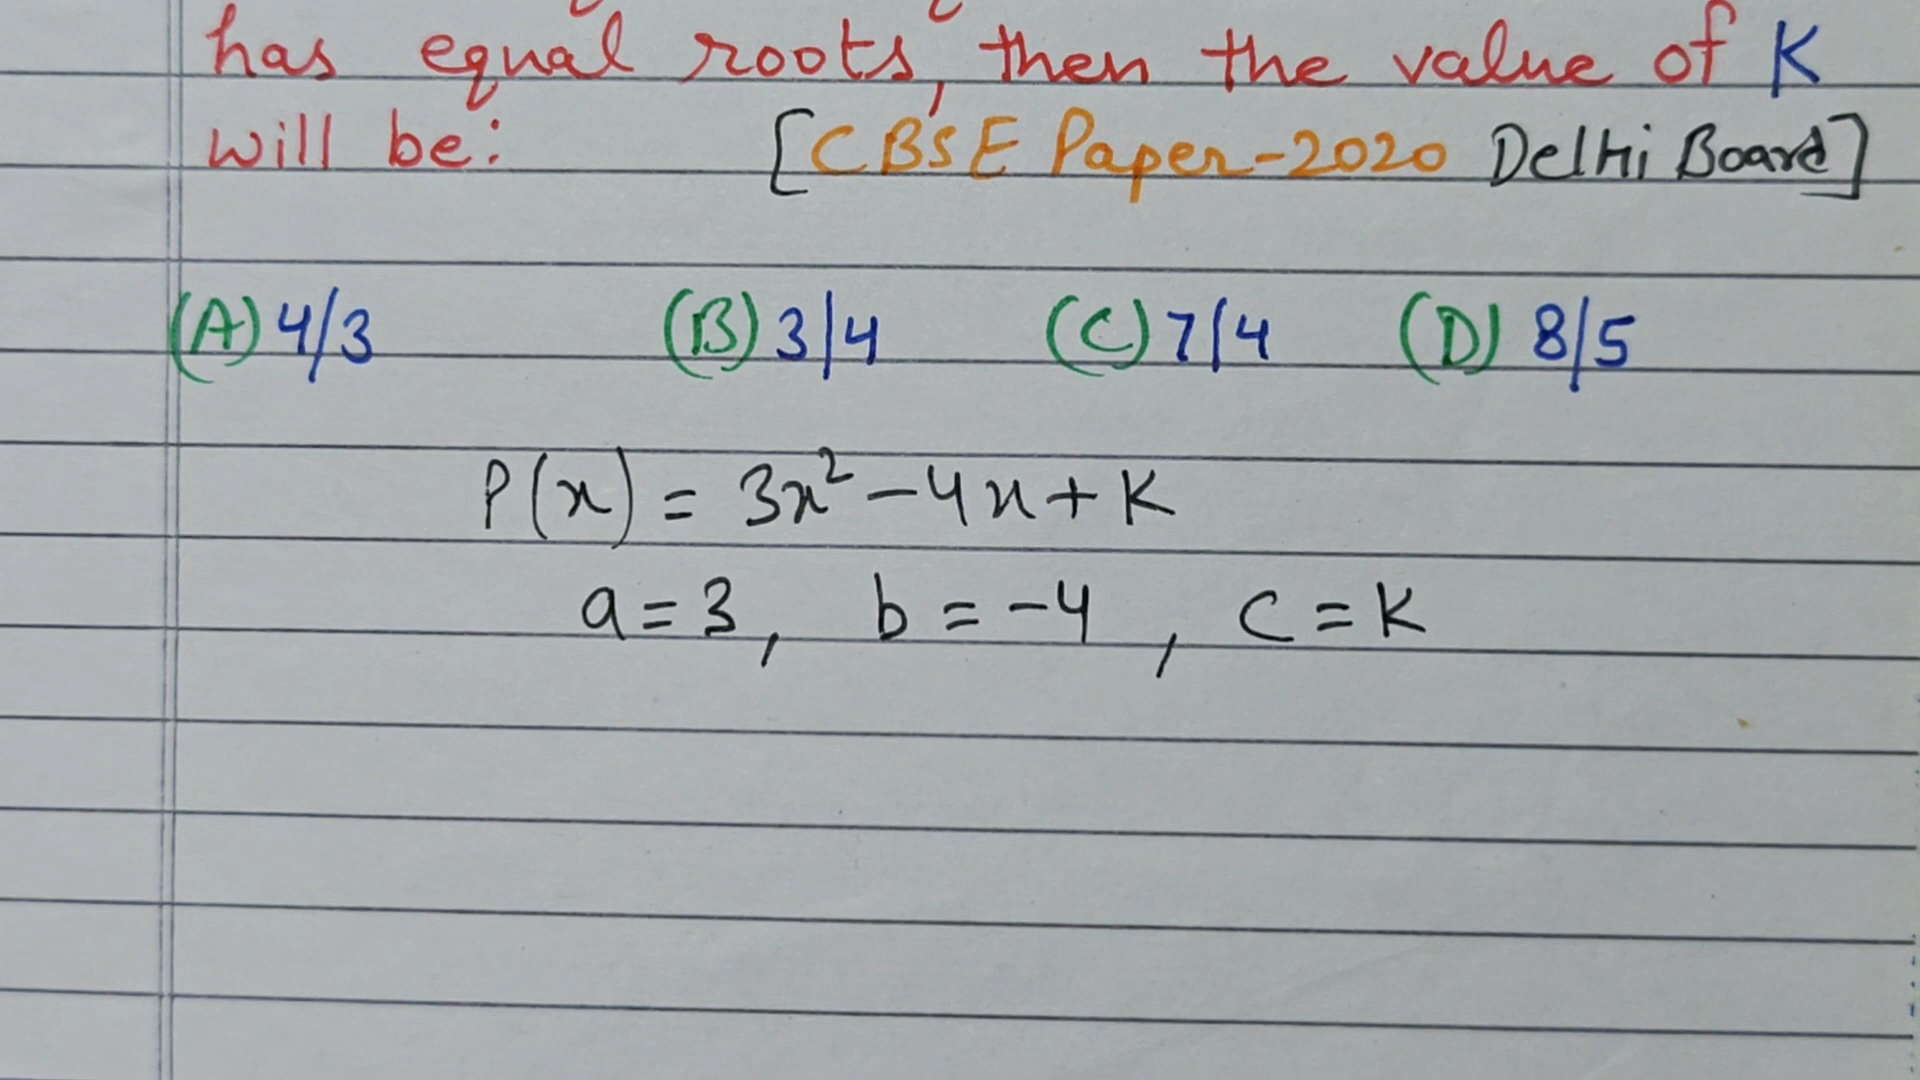 has equal roots, then the value of K
will be: [CBSE Paper-2020 Delhi Board]
(A) 4/3 (B) 3/4 (C) 7/4 (D) 8/5
P(x) = 3x² - 4x + K
a = 3, b = -4, c = K